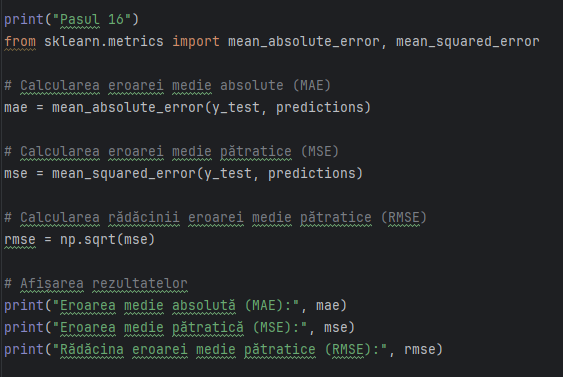 print("Pasul 16")
from sklearn.metrics import mean_absolute_error, mean_squared_error
# Calcularea eroarei medie absolute (MAE)
mae = mean_absolute_error(y_test, predictions)
# Calcularea eroarei medie pătratice (MSE)
mse = mean_squared_error(y_test, predictions)
# Calcularea rădăcinii eroarei medie pătratice (RMSE)
rmse = np.sqrt(mse)
# Afișarea rezultatelor
print("Eroarea medie absolută (MAE):", mae)
print("Eroarea medie pătratică (MSE):", mse)
print("Rădăcina eroarei medie pătratice (RMSE):", rmse)